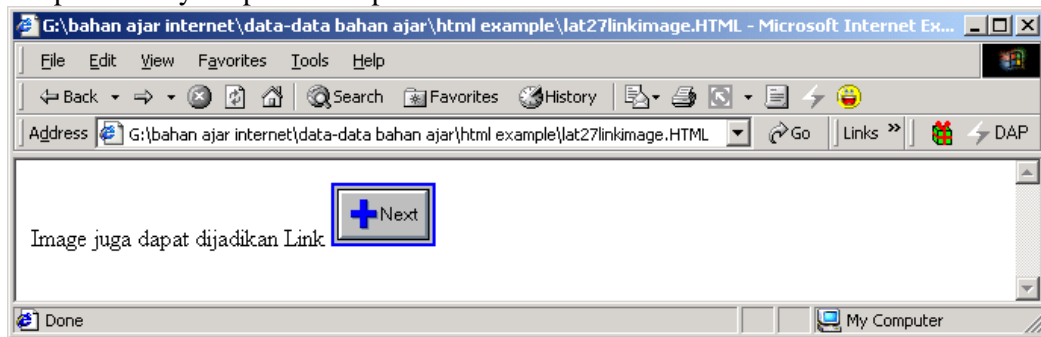 G:\bahan ajar internet\data-data bahan ajar\html example\lat27linkimage.HTML - Microsoft Internet Ex...
File Edit View Favorites Tools Help
Back Search Favorites History
Address G:\bahan ajar internet\data-data bahan ajar\html example\lat27linkimage.HTML Go Links » DAP
Image juga dapat dijadikan Link Next
Done My Computer